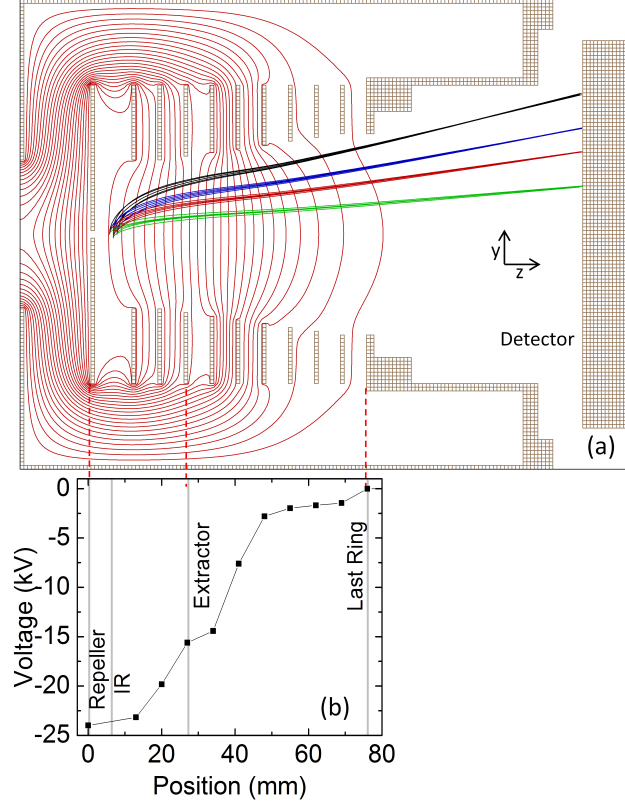 y
z
Detector
(a)
0
-5
-10
-15
-20
-25
Voltage (kV)
Repeller
IR
Extractor
Last Ring
(b)
0 20 40 60 80
Position (mm)